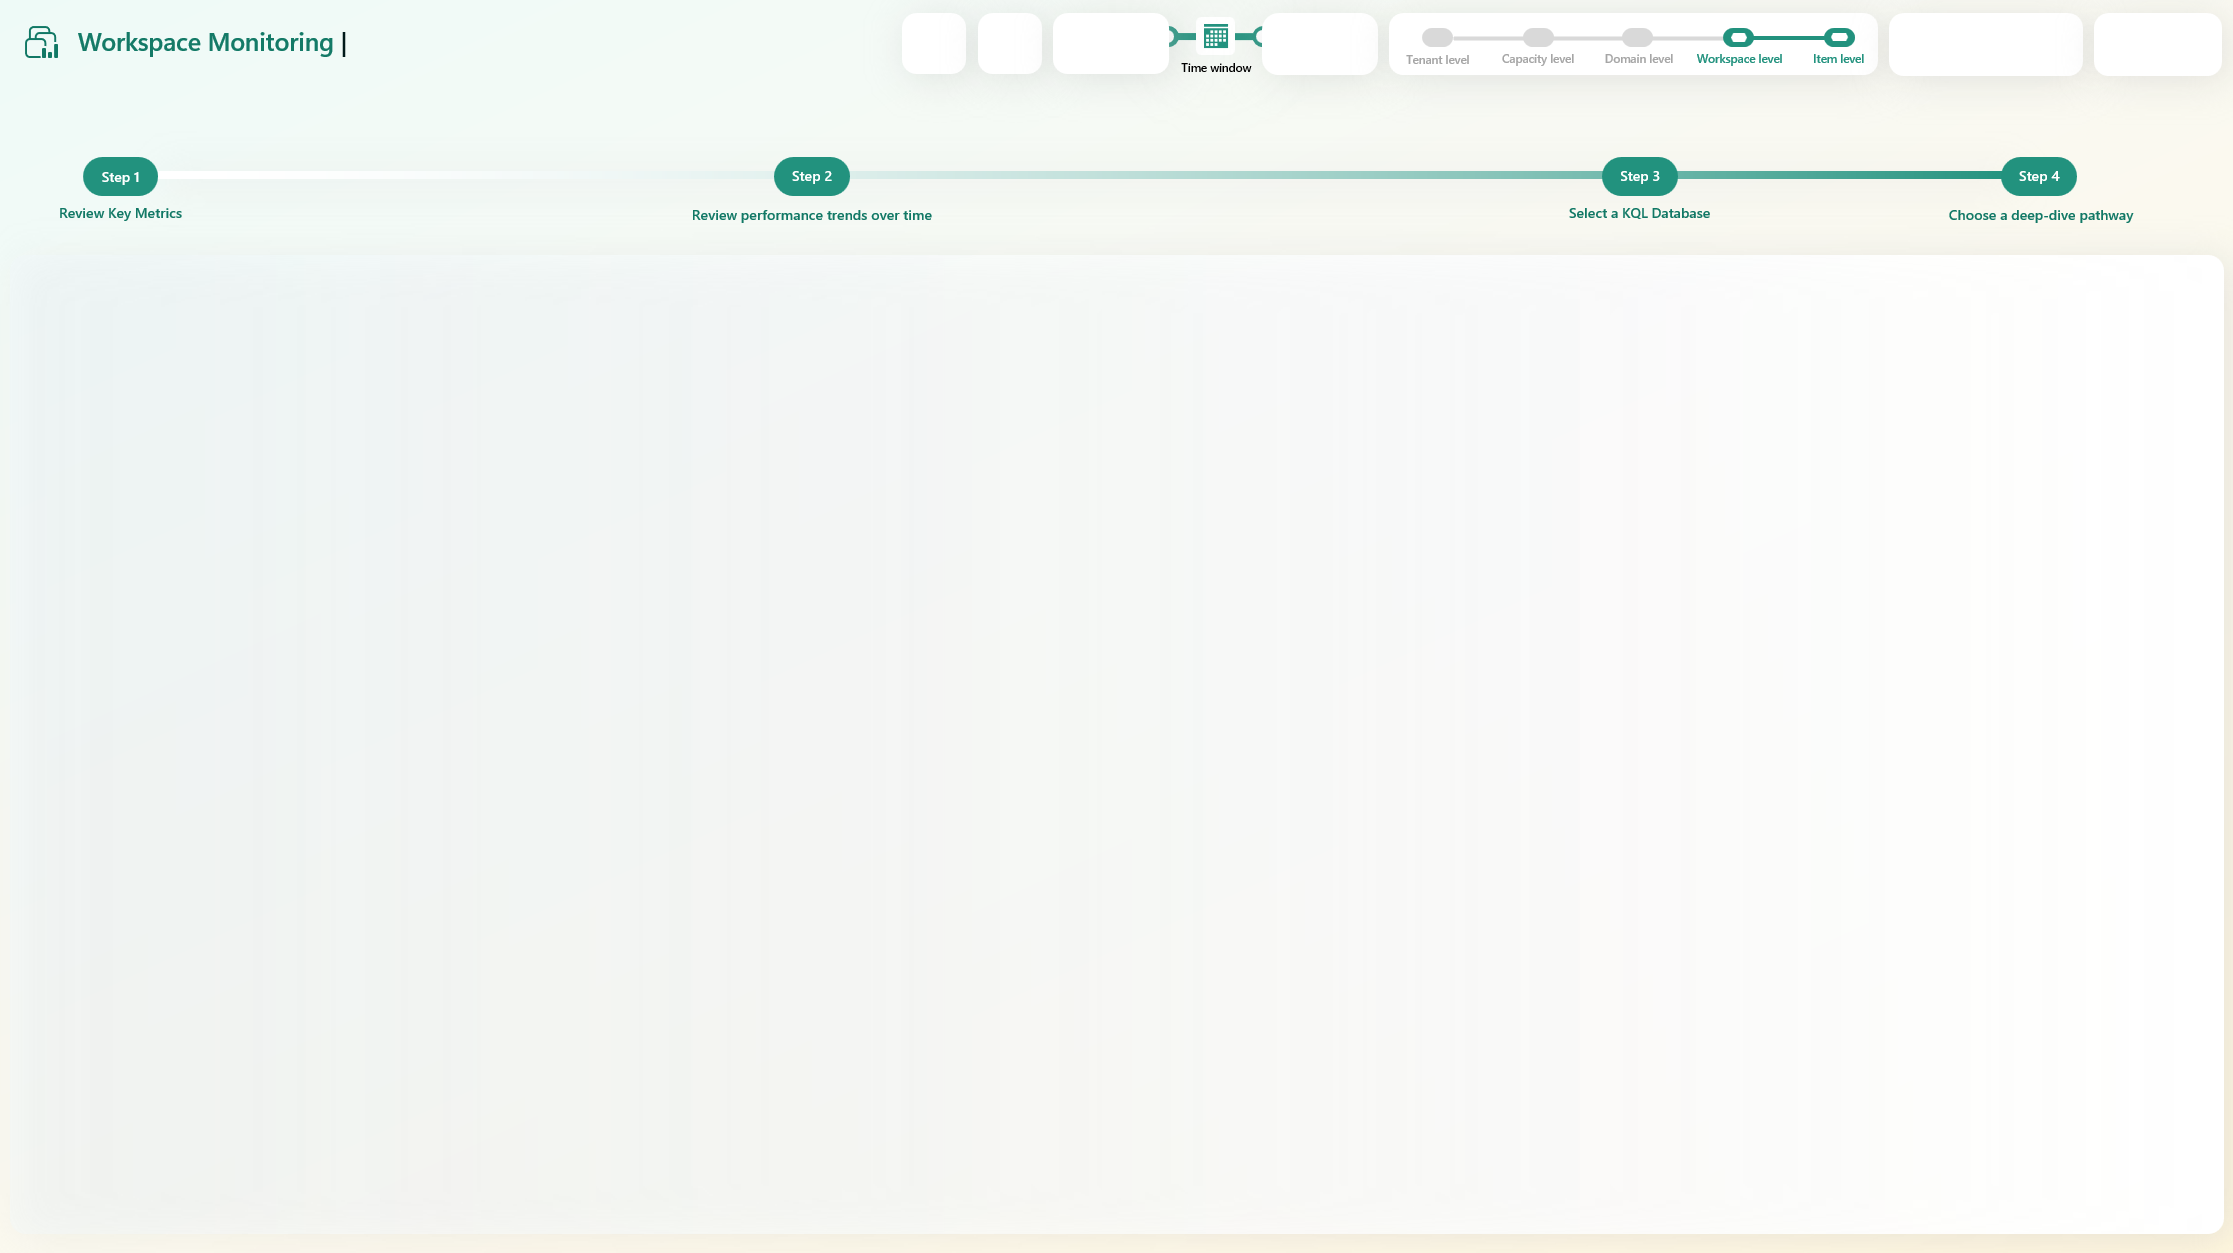 Workspace Monitoring |
Time window
Tenant level
Capacity level
Domain level
Workspace level
Item level
Step 1
Step 2
Step 3
Step 4
Review Key Metrics
Review performance trends over time
Select a KQL Database
Choose a deep-dive pathway